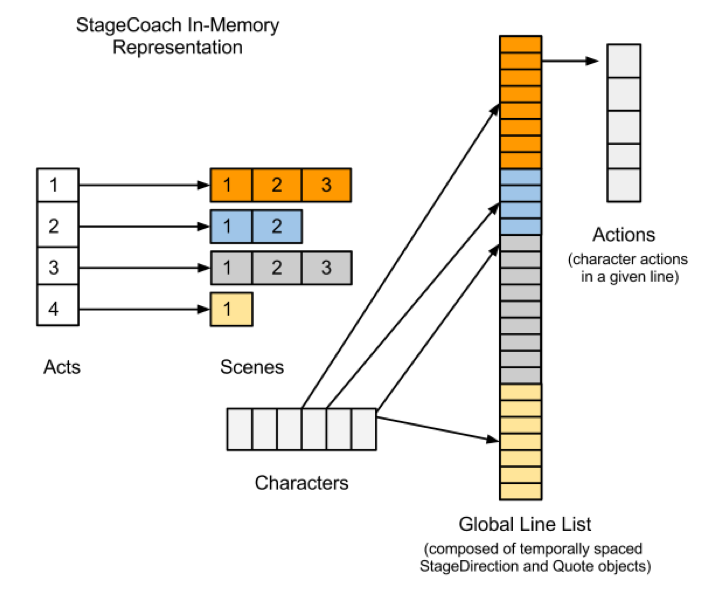 StageCoach In-Memory
Representation
1
2
3
4
1 2 3
1 2
1 2 3
1
Acts
Scenes
Characters
Actions
(character actions
in a given line)
Global Line List
(composed of temporally spaced
StageDirection and Quote objects)